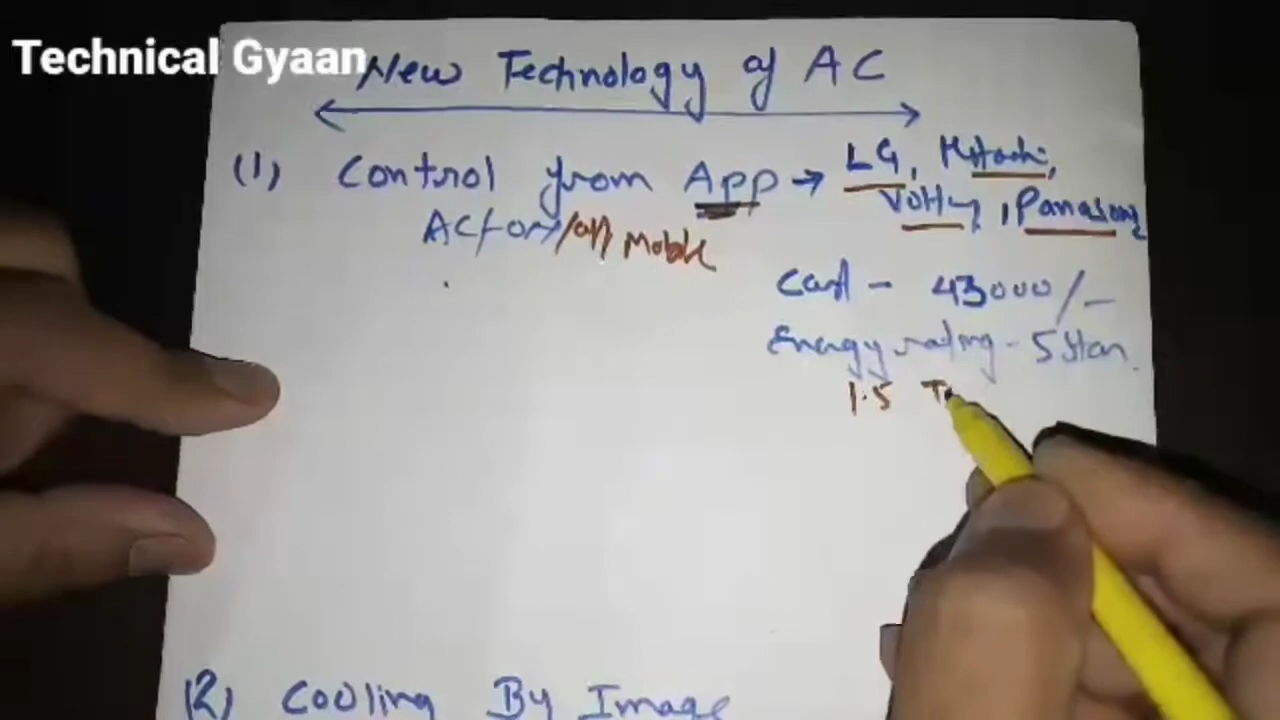 Technical Gyaan
New Technology of AC
(1) Control from App → LG, Hitachi,
Voltas, Panasonic
AC / on / off Mobile
Cost - 43000/-
Energy rating - 5 star.
1.5 T
(2) Cooling By Image